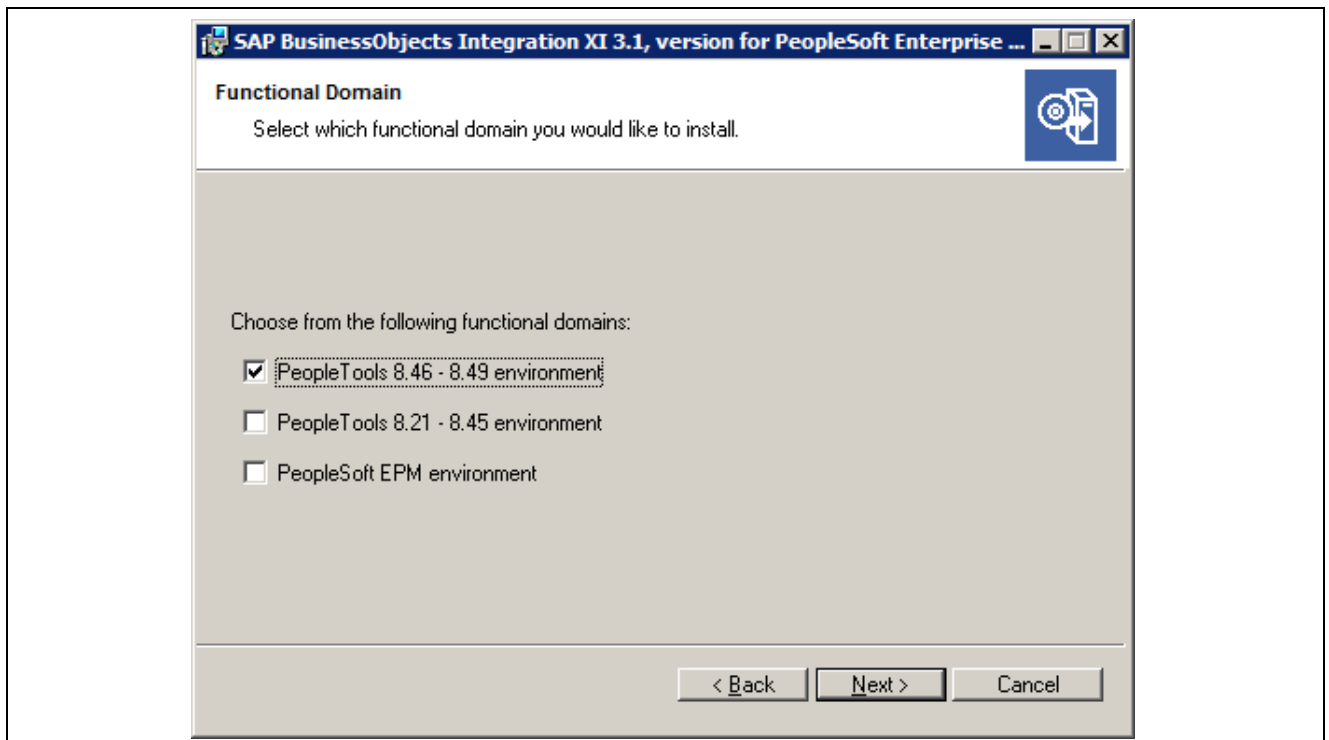 SAP BusinessObjects Integration XI 3.1, version for PeopleSoft Enterprise ...
Functional Domain
Select which functional domain you would like to install.
Choose from the following functional domains:
PeopleTools 8.46 - 8.49 environment
PeopleTools 8.21 - 8.45 environment
PeopleSoft EPM environment
< Back Next > Cancel